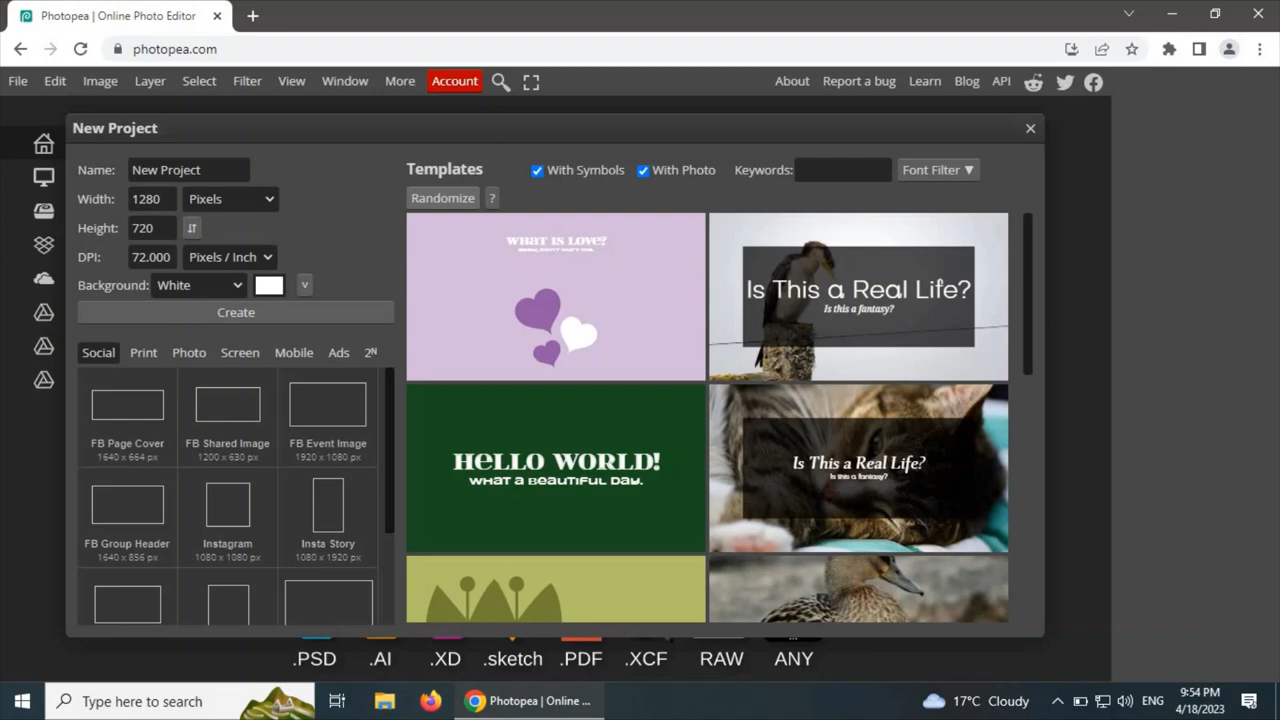 Photopea | Online Photo Editor
photopea.com
File Edit Image Layer Select Filter View Window More Account About Report a bug Learn Blog API
New Project
Name: New Project
Width: 1280 Pixels
Height: 720
DPI: 72.000 Pixels / Inch
Background: White
Create
Social Print Photo Screen Mobile Ads 2ᴺ
FB Page Cover FB Shared Image FB Event Image
1640 x 664 px 1200 x 630 px 1920 x 1080 px
FB Group Header Instagram Insta Story
1640 x 856 px 1080 x 1080 px 1080 x 1920 px
Templates With Symbols With Photo Keywords: Font Filter ▼
Randomize ?
WHAT IS LOVE?
Is This a Real Life?
Is this a fantasy?
HELLO WORLD!
WHAT A BEAUTIFUL DAY.
Is This a Real Life?
Is this a fantasy?
.PSD .AI .XD .sketch .PDF .XCF RAW ANY
Type here to search
Photopea | Online ...
17°C Cloudy
ENG
9:54 PM
4/18/2023